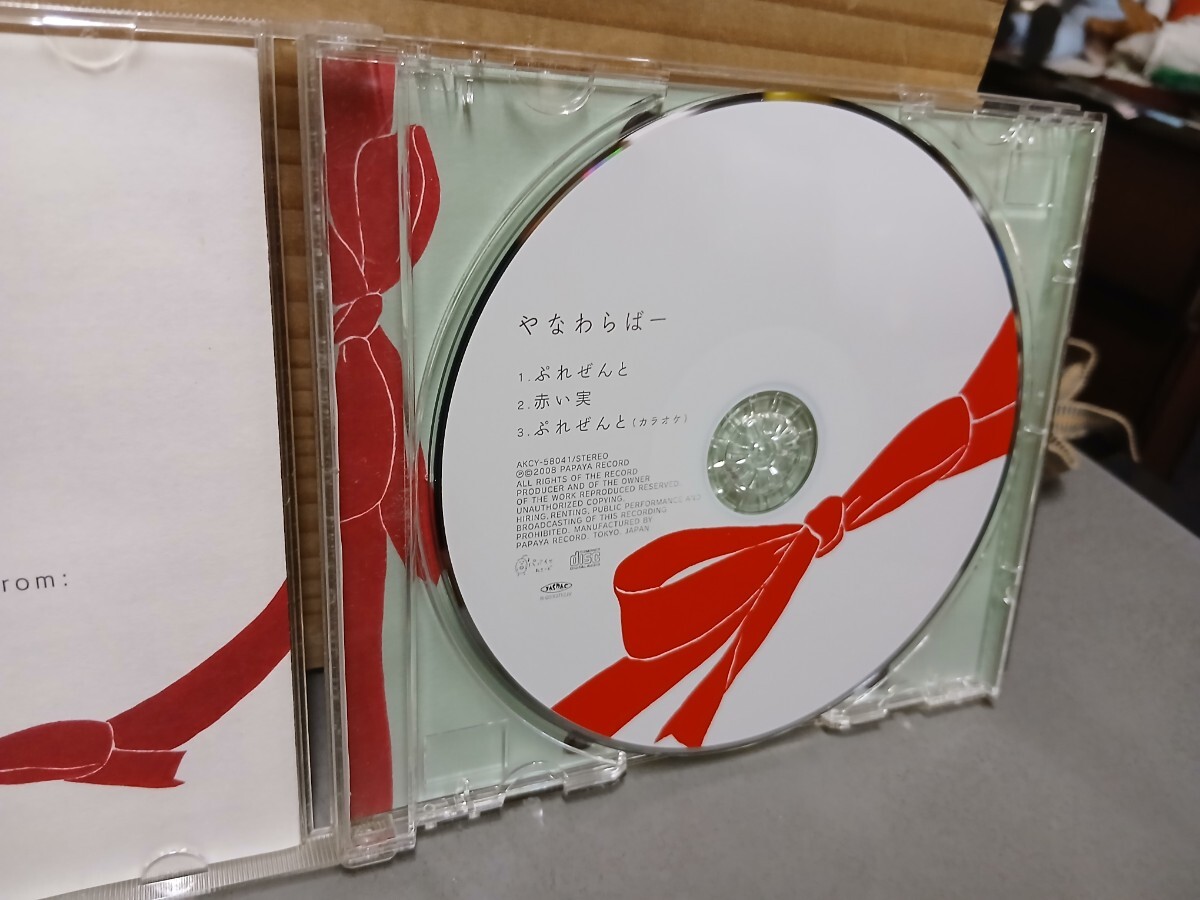 rom:
やなわらばー
1. ぷれぜんと
2. 赤い実
3. ぷれぜんと(カラオケ)
AKCY-58041/STEREO
Ⓟ©2008 PAPAYA RECORD
ALL RIGHTS OF THE RECORD
PRODUCER AND OF THE OWNER
OF THE WORK REPRODUCED RESERVED.
UNAUTHORIZED COPYING,
HIRING, RENTING, PUBLIC PERFORMANCE AND
BROADCASTING OF THIS RECORDING
PROHIBITED. MANUFACTURED BY
PAPAYA RECORD, TOKYO, JAPAN
disc
DIGITAL AUDIO